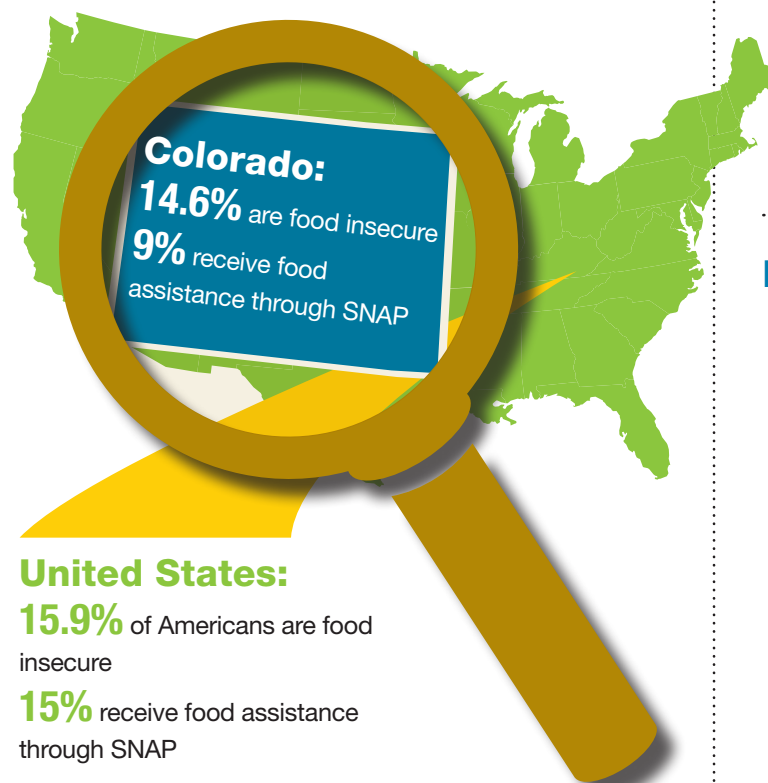 Colorado:
14.6% are food insecure
9% receive food
assistance through SNAP
United States:
15.9% of Americans are food
insecure
15% receive food assistance
through SNAP